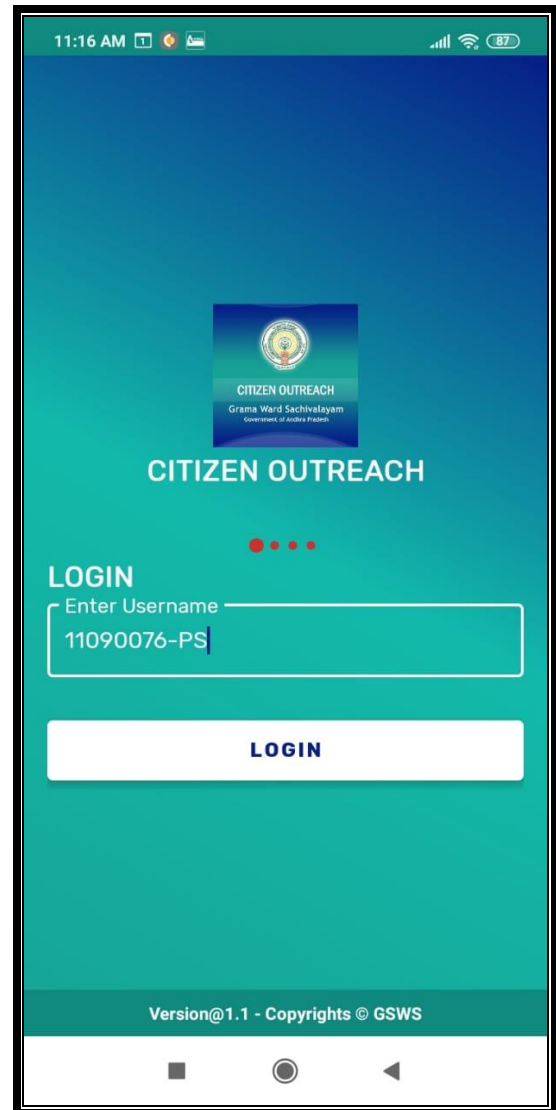 11:16 AM 1 87
CITIZEN OUTREACH
Grama Ward Sachivalayam
Government of Andhra Pradesh
CITIZEN OUTREACH
LOGIN
Enter Username
11090076-PS
LOGIN
Version@1.1 - Copyrights © GSWS